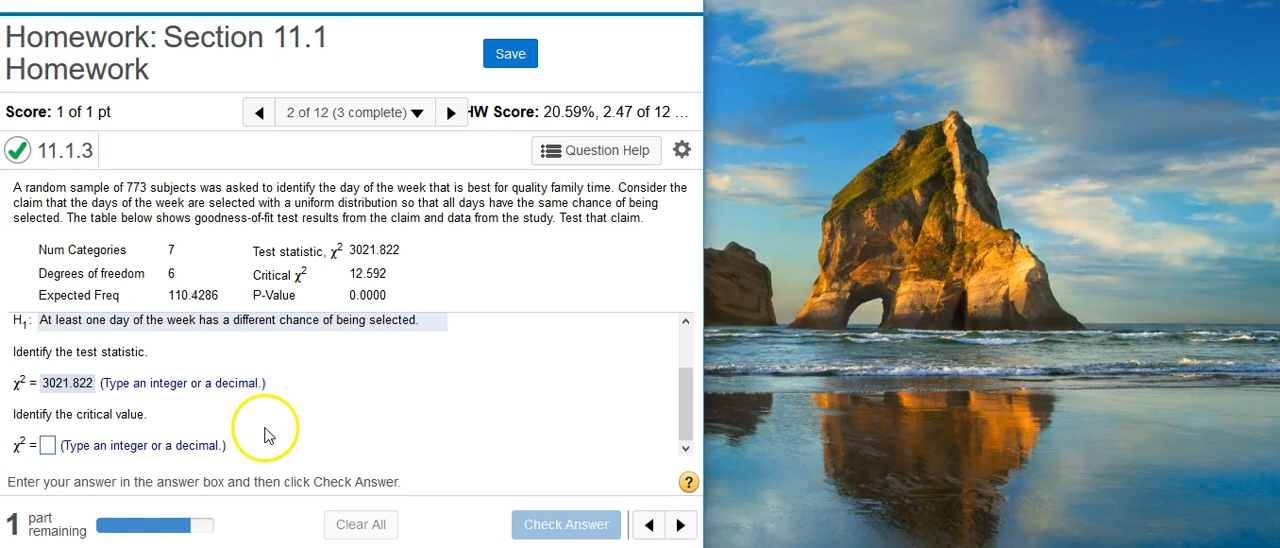 Homework: Section 11.1
Homework
Save
Score: 1 of 1 pt
2 of 12 (3 complete)
HW Score: 20.59%, 2.47 of 12 ...
11.1.3
Question Help
A random sample of 773 subjects was asked to identify the day of the week that is best for quality family time. Consider the
claim that the days of the week are selected with a uniform distribution so that all days have the same chance of being
selected. The table below shows goodness-of-fit test results from the claim and data from the study. Test that claim.
Num Categories 7 Test statistic, χ² 3021.822
Degrees of freedom 6 Critical χ² 12.592
Expected Freq 110.4286 P-Value 0.0000
H₁: At least one day of the week has a different chance of being selected.
Identify the test statistic.
χ² = 3021.822 (Type an integer or a decimal.)
Identify the critical value.
χ² = (Type an integer or a decimal.)
Enter your answer in the answer box and then click Check Answer.
?
1 part
remaining
Clear All
Check Answer